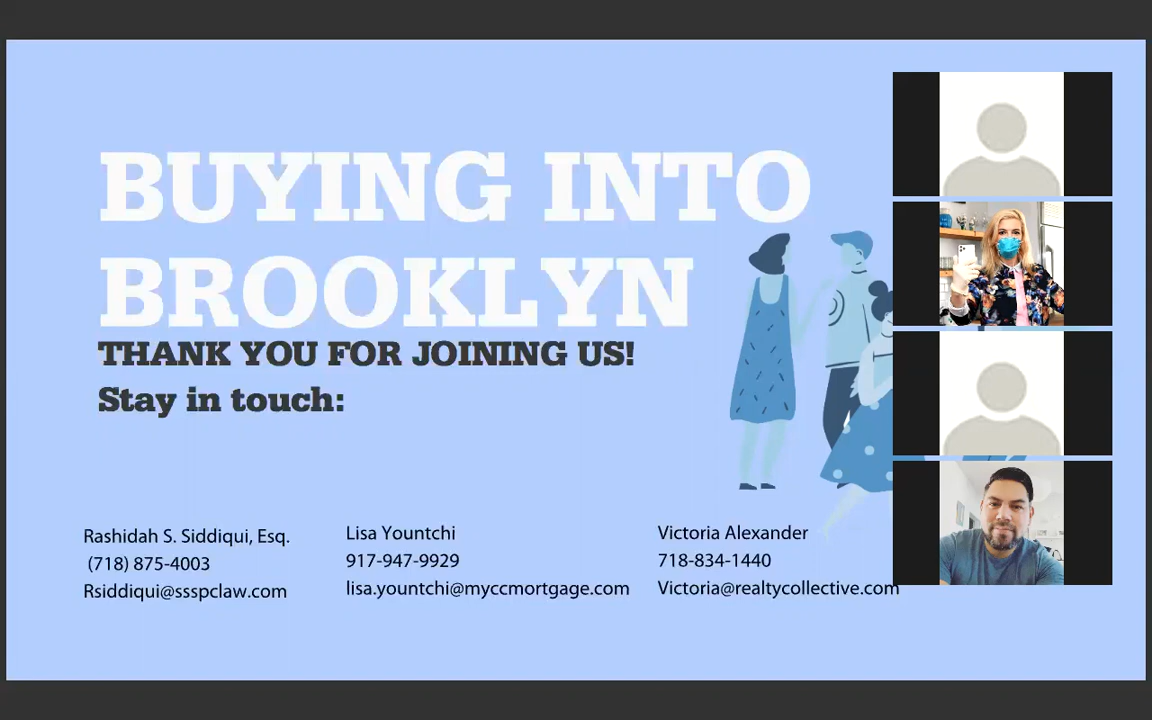 BUYING INTO
BROOKLYN
THANK YOU FOR JOINING US!
Stay in touch:
Rashidah S. Siddiqui, Esq.
(718) 875-4003
Rsiddiqui@ssspclaw.com
Lisa Yountchi
917-947-9929
lisa.yountchi@myccmortgage.com
Victoria Alexander
718-834-1440
Victoria@realtycollective.com